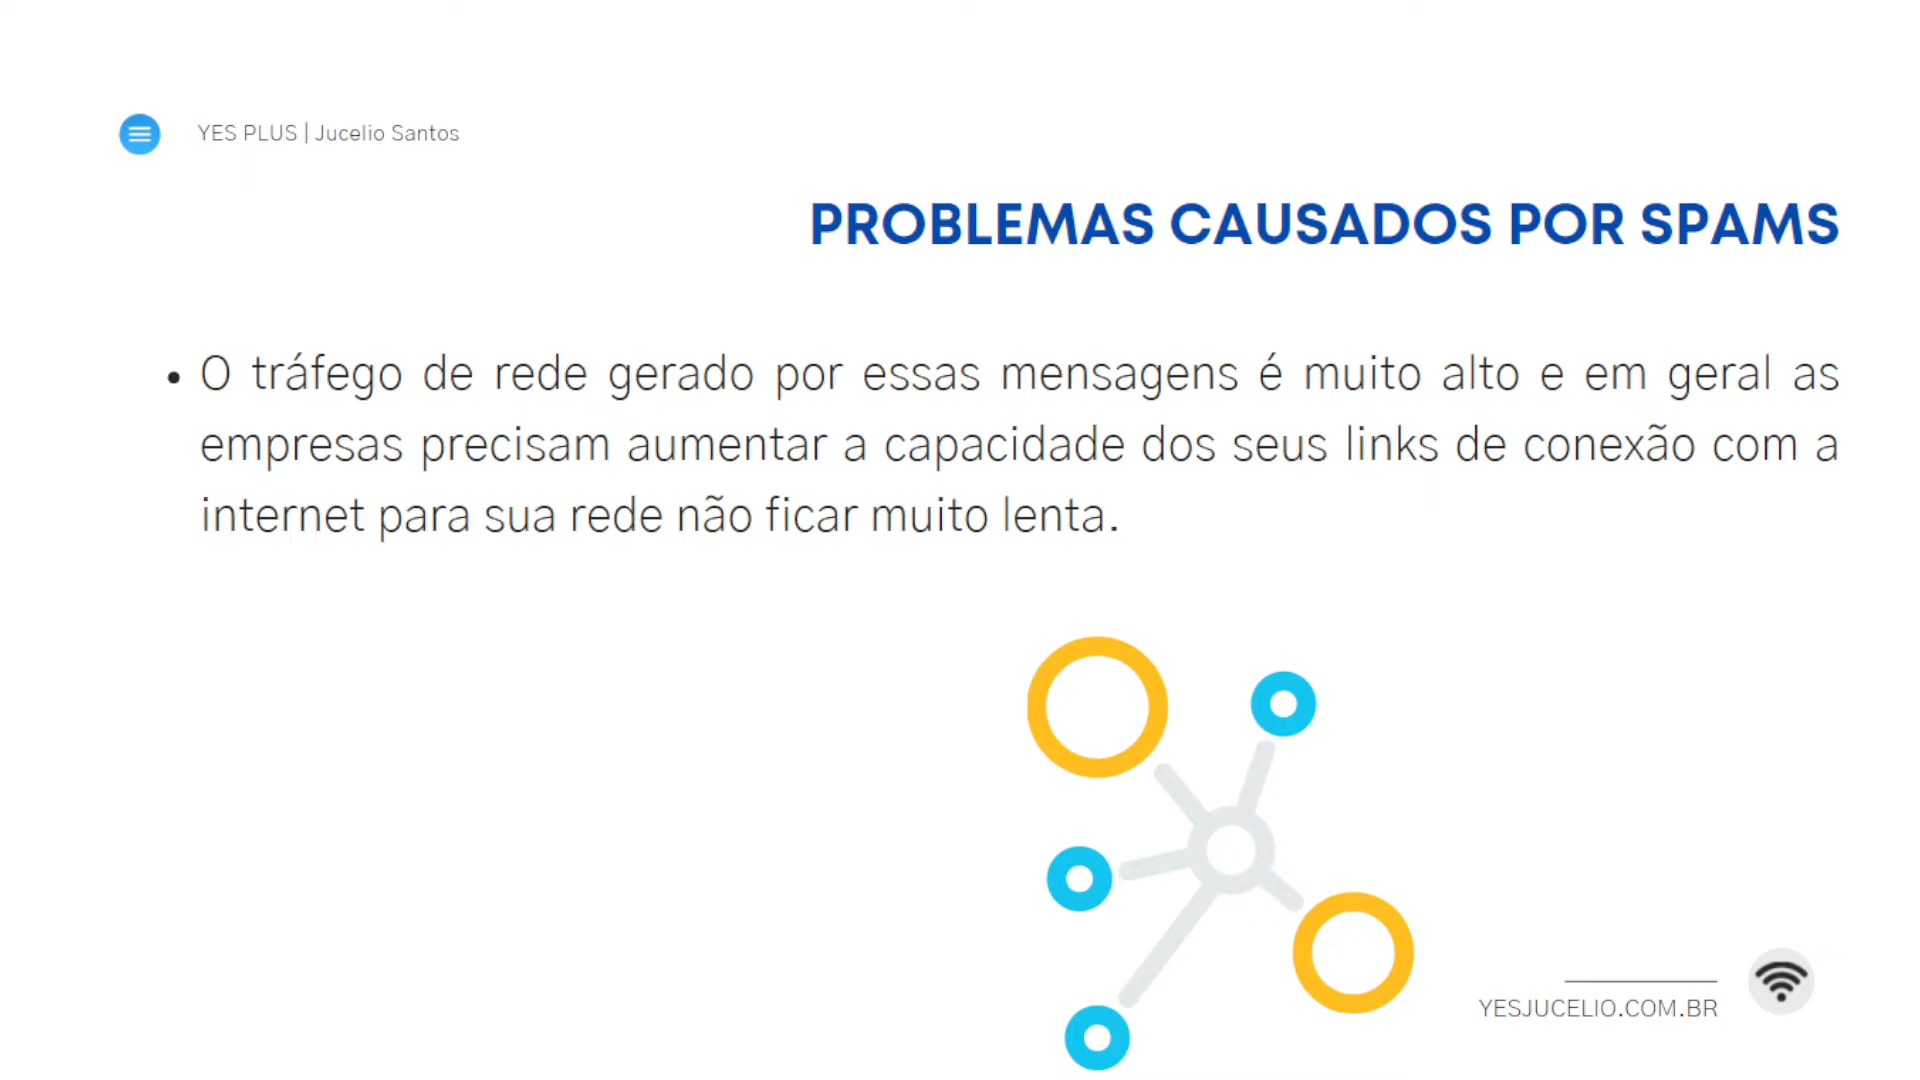 YES PLUS | Jucelio Santos
PROBLEMAS CAUSADOS POR SPAMS
• O tráfego de rede gerado por essas mensagens é muito alto e em geral as
empresas precisam aumentar a capacidade dos seus links de conexão com a
internet para sua rede não ficar muito lenta.
YESJUCELIO.COM.BR